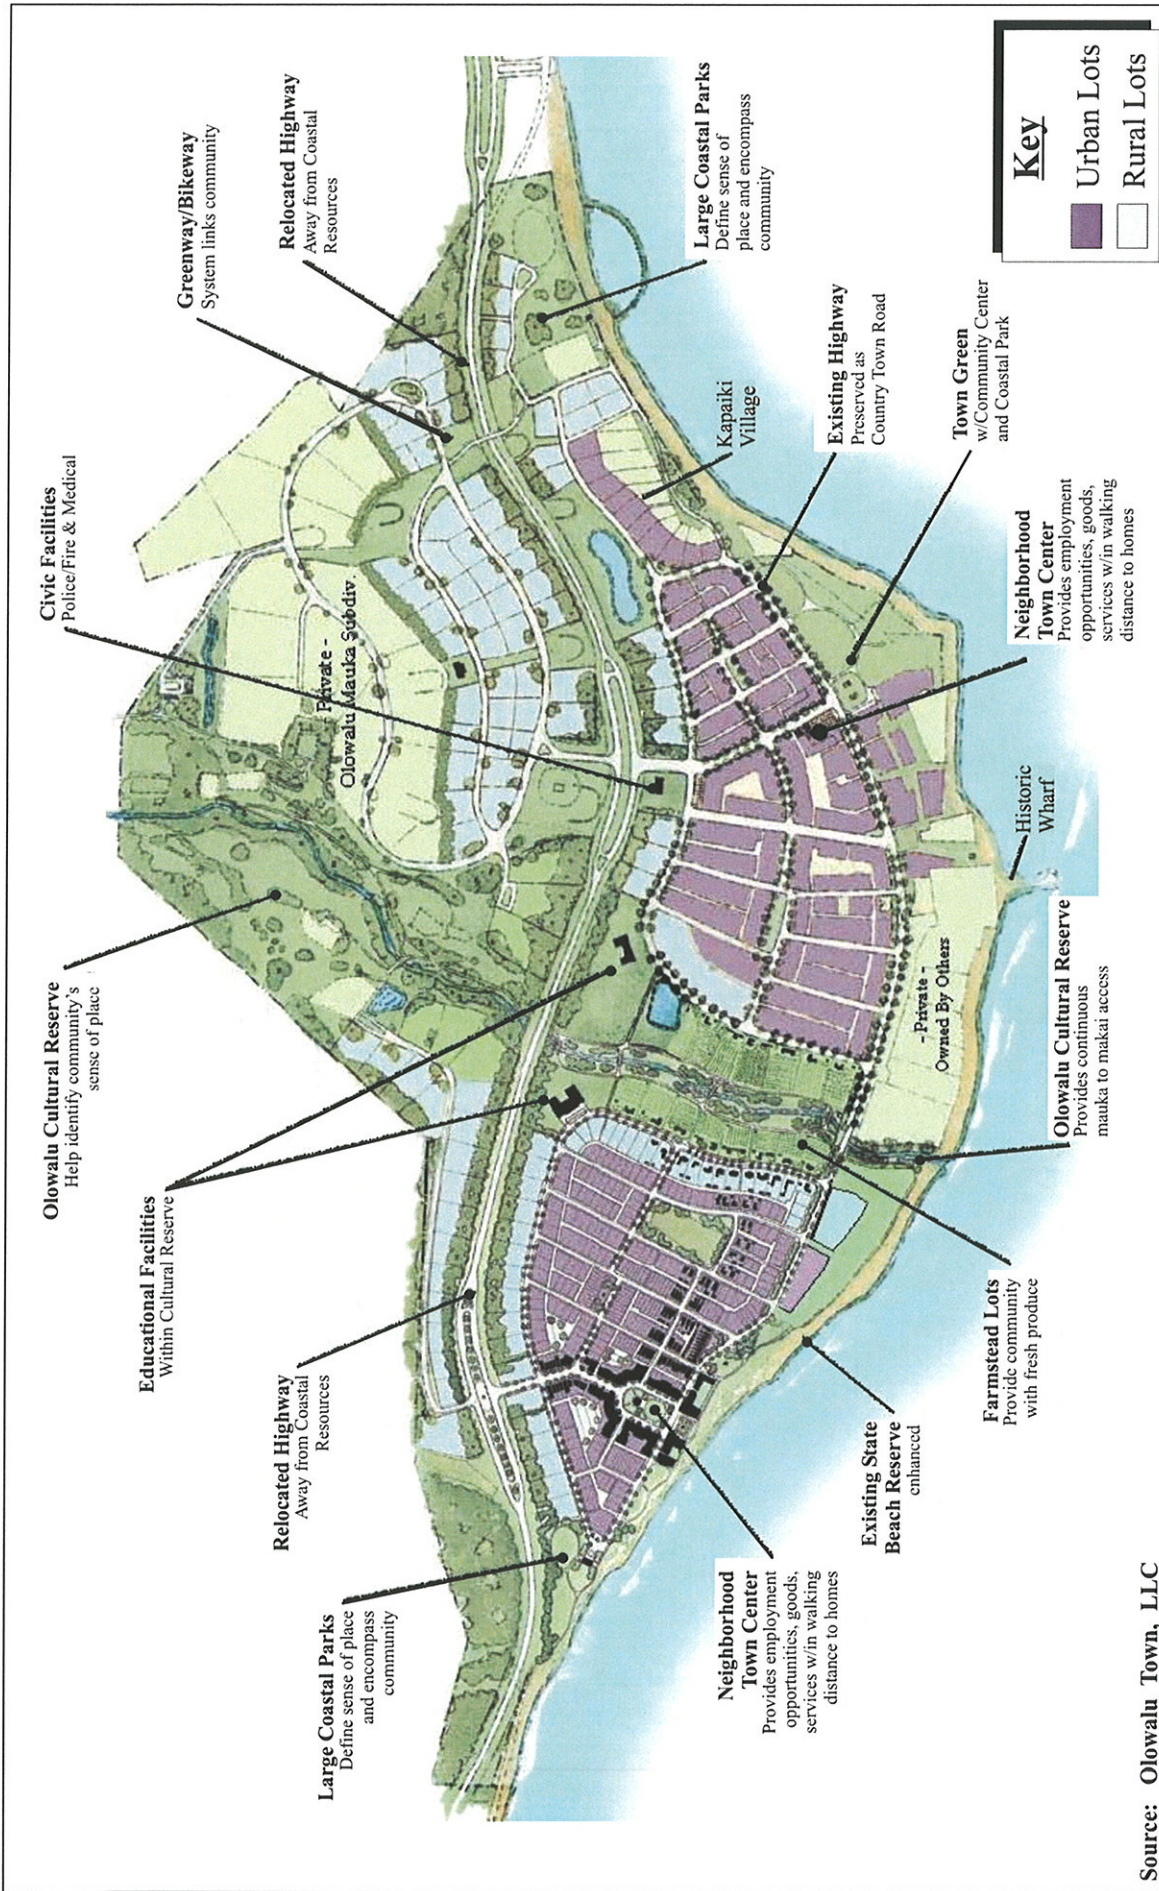 Olowalu Cultural Reserve
Help identify community's
sense of place
Civic Facilities
Police/Fire & Medical
Greenway/Bikeway
System links community
Educational Facilities
Within Cultural Reserve
Relocated Highway
Away from Coastal
Resources
Relocated Highway
Away from Coastal
Resources
Large Coastal Parks
Define sense of place
and encompass
community
- Private -
Olowalu Mauka Subdiv.
Large Coastal Parks
Define sense of
place and encompass
community
Kapaiki
Village
Existing Highway
Preserved as
Country Town Road
Town Green
w/Community Center
and Coastal Park
Neighborhood
Town Center
Provides employment
opportunities, goods,
services w/in walking
distance to homes
Historic
Wharf
- Private -
Owned By Others
Olowalu Cultural Reserve
Provides continuous
mauka to makai access
Farmstead Lots
Provide community
with fresh produce
Existing State
Beach Reserve
enhanced
Neighborhood
Town Center
Provides employment
opportunities, goods,
services w/in walking
distance to homes
Key
Urban Lots
Rural Lots
Source: Olowalu Town, LLC